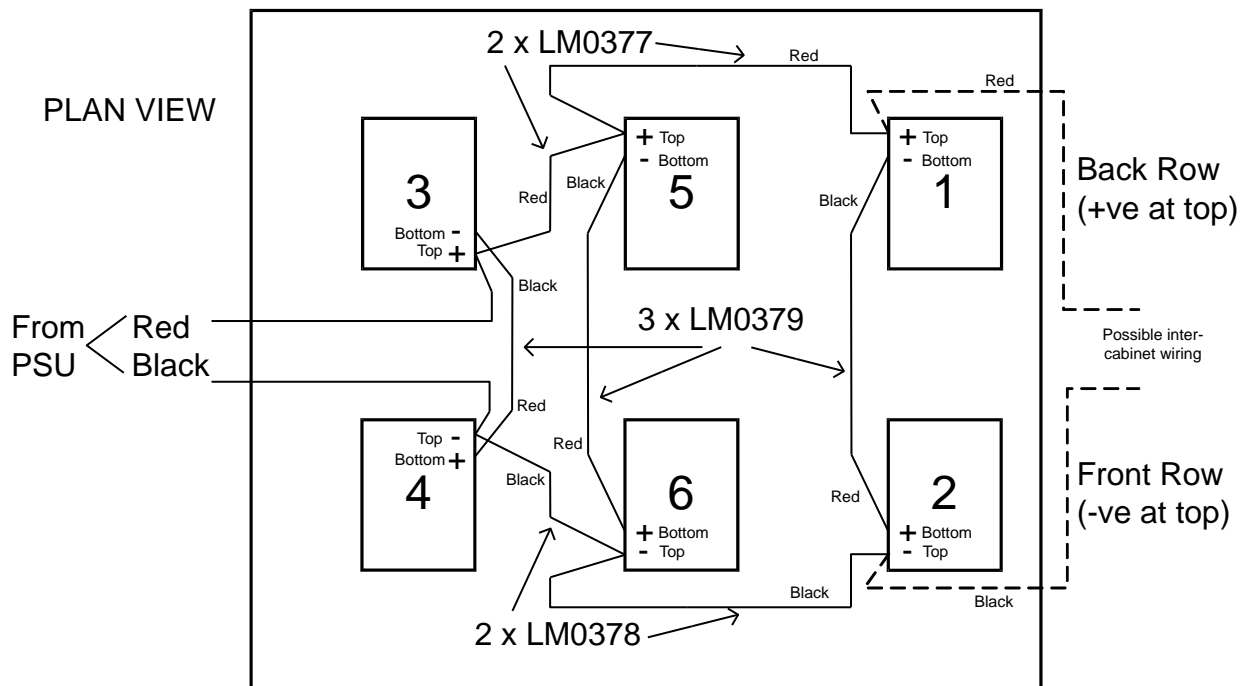 2 x LM0377
Red
Red
PLAN VIEW
+ Top
- Bottom
5
+ Top
- Bottom
1
3
Bottom -
Top +
Red
Black
Black
Back Row
(+ve at top)
Black
From
PSU
Red
Black
3 x LM0379
Possible inter-
cabinet wiring
Red
Top -
Bottom +
4
Black
Red
6
+ Bottom
- Top
Red
2
+ Bottom
- Top
Front Row
(-ve at top)
Black
Black
2 x LM0378